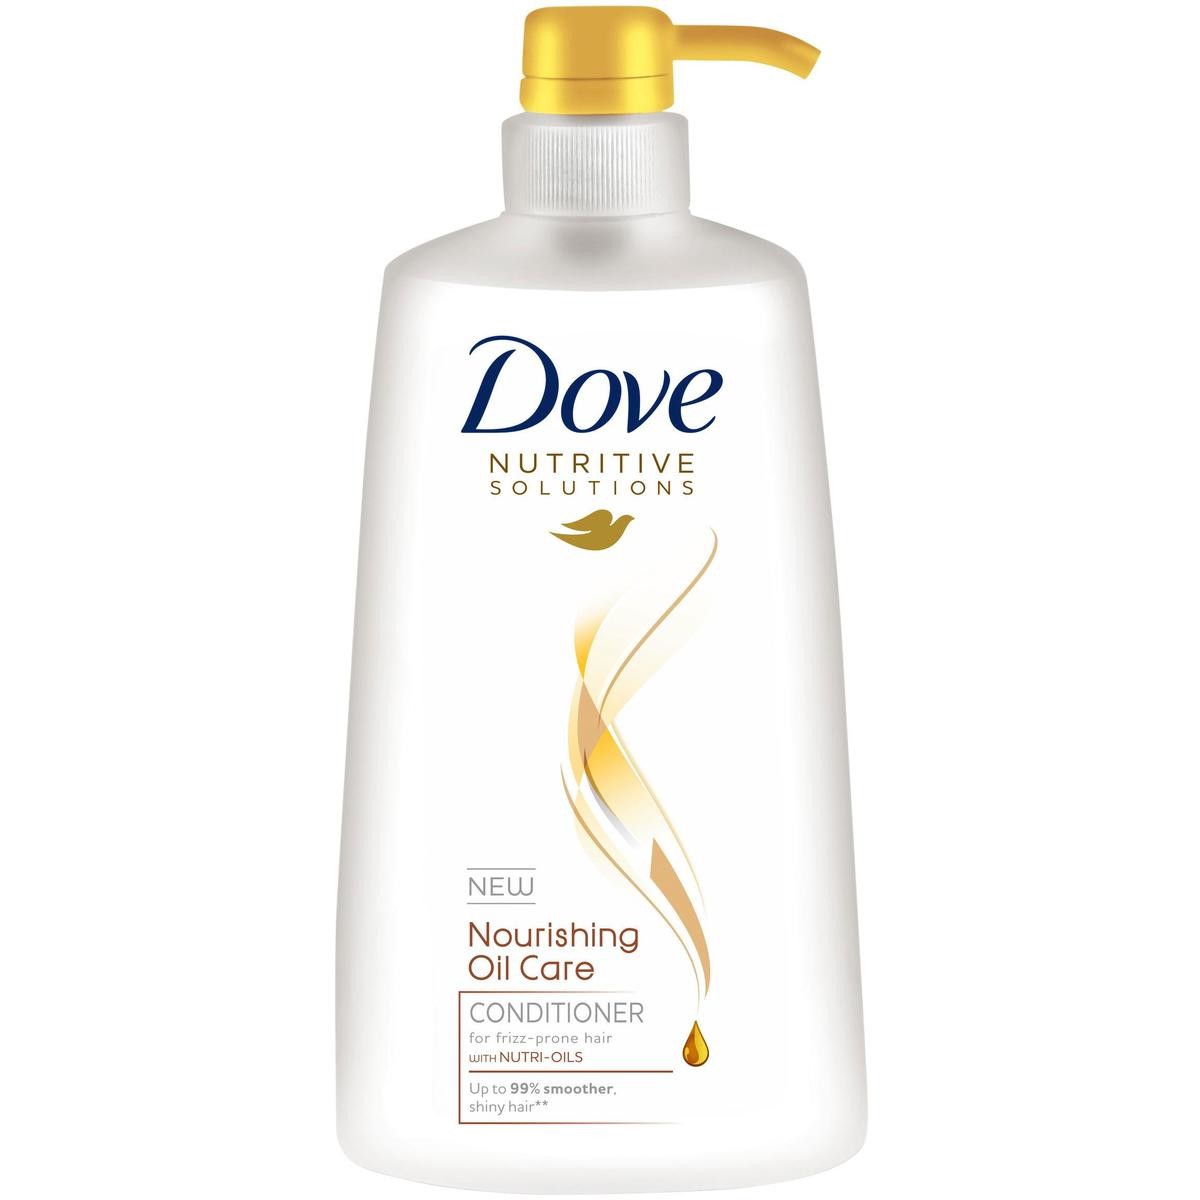 Dove
NUTRITIVE
SOLUTIONS
NEW
Nourishing
Oil Care
CONDITIONER
for frizz-prone hair
WITH NUTRI-OILS
Up to 99% smoother,
shiny hair**